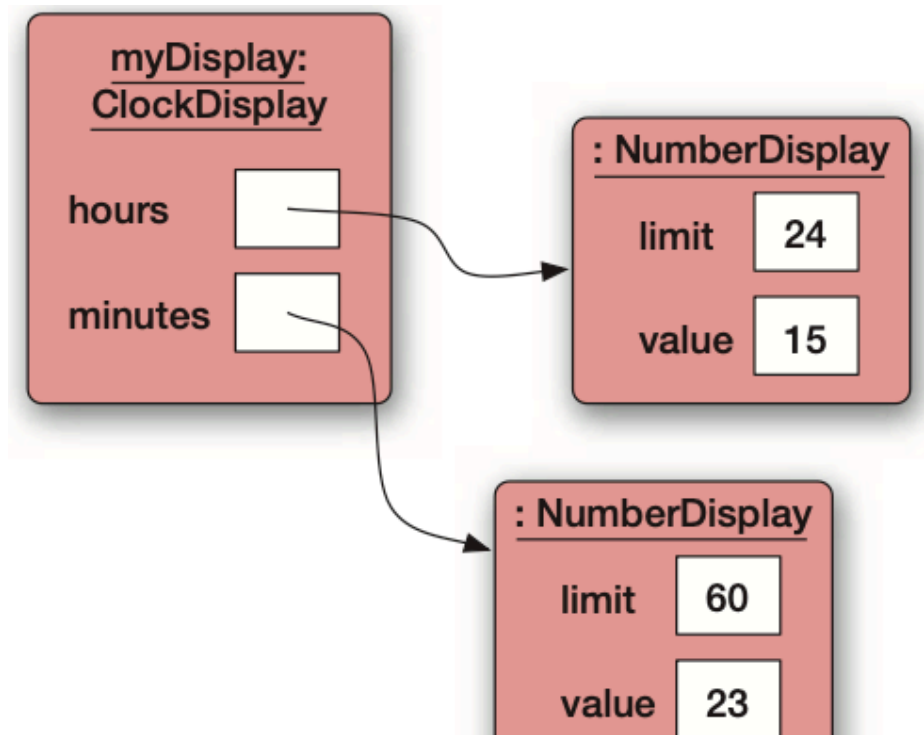 myDisplay:
ClockDisplay
hours
minutes
: NumberDisplay
limit 24
value 15
: NumberDisplay
limit 60
value 23